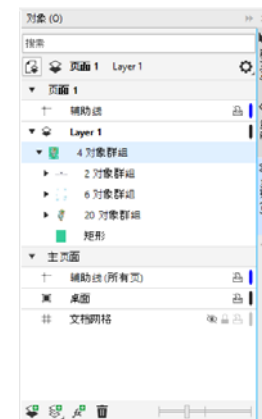 对象 (O)
搜索
页面 1 Layer 1
页面 1
辅助线
Layer 1
4 对象群组
2 对象群组
6 对象群组
20 对象群组
矩形
主页面
辅助线(所有页)
桌面
文档网格